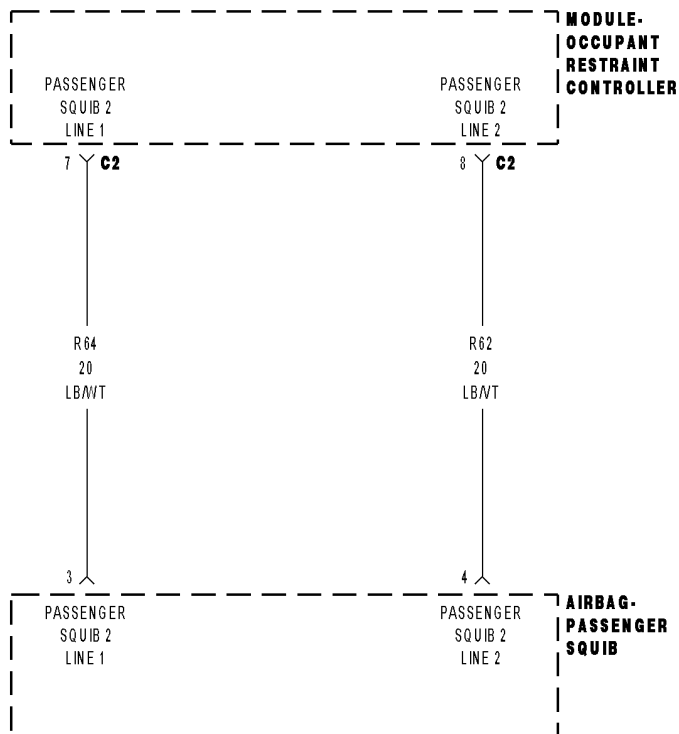 MODULE-
OCCUPANT
RESTRAINT
CONTROLLER
PASSENGER
SQUIB 2
LINE 1
PASSENGER
SQUIB 2
LINE 2
7 C2
8 C2
R64
20
LB/WT
R62
20
LB/VT
3
4
AIRBAG-
PASSENGER
SQUIB
PASSENGER
SQUIB 2
LINE 1
PASSENGER
SQUIB 2
LINE 2